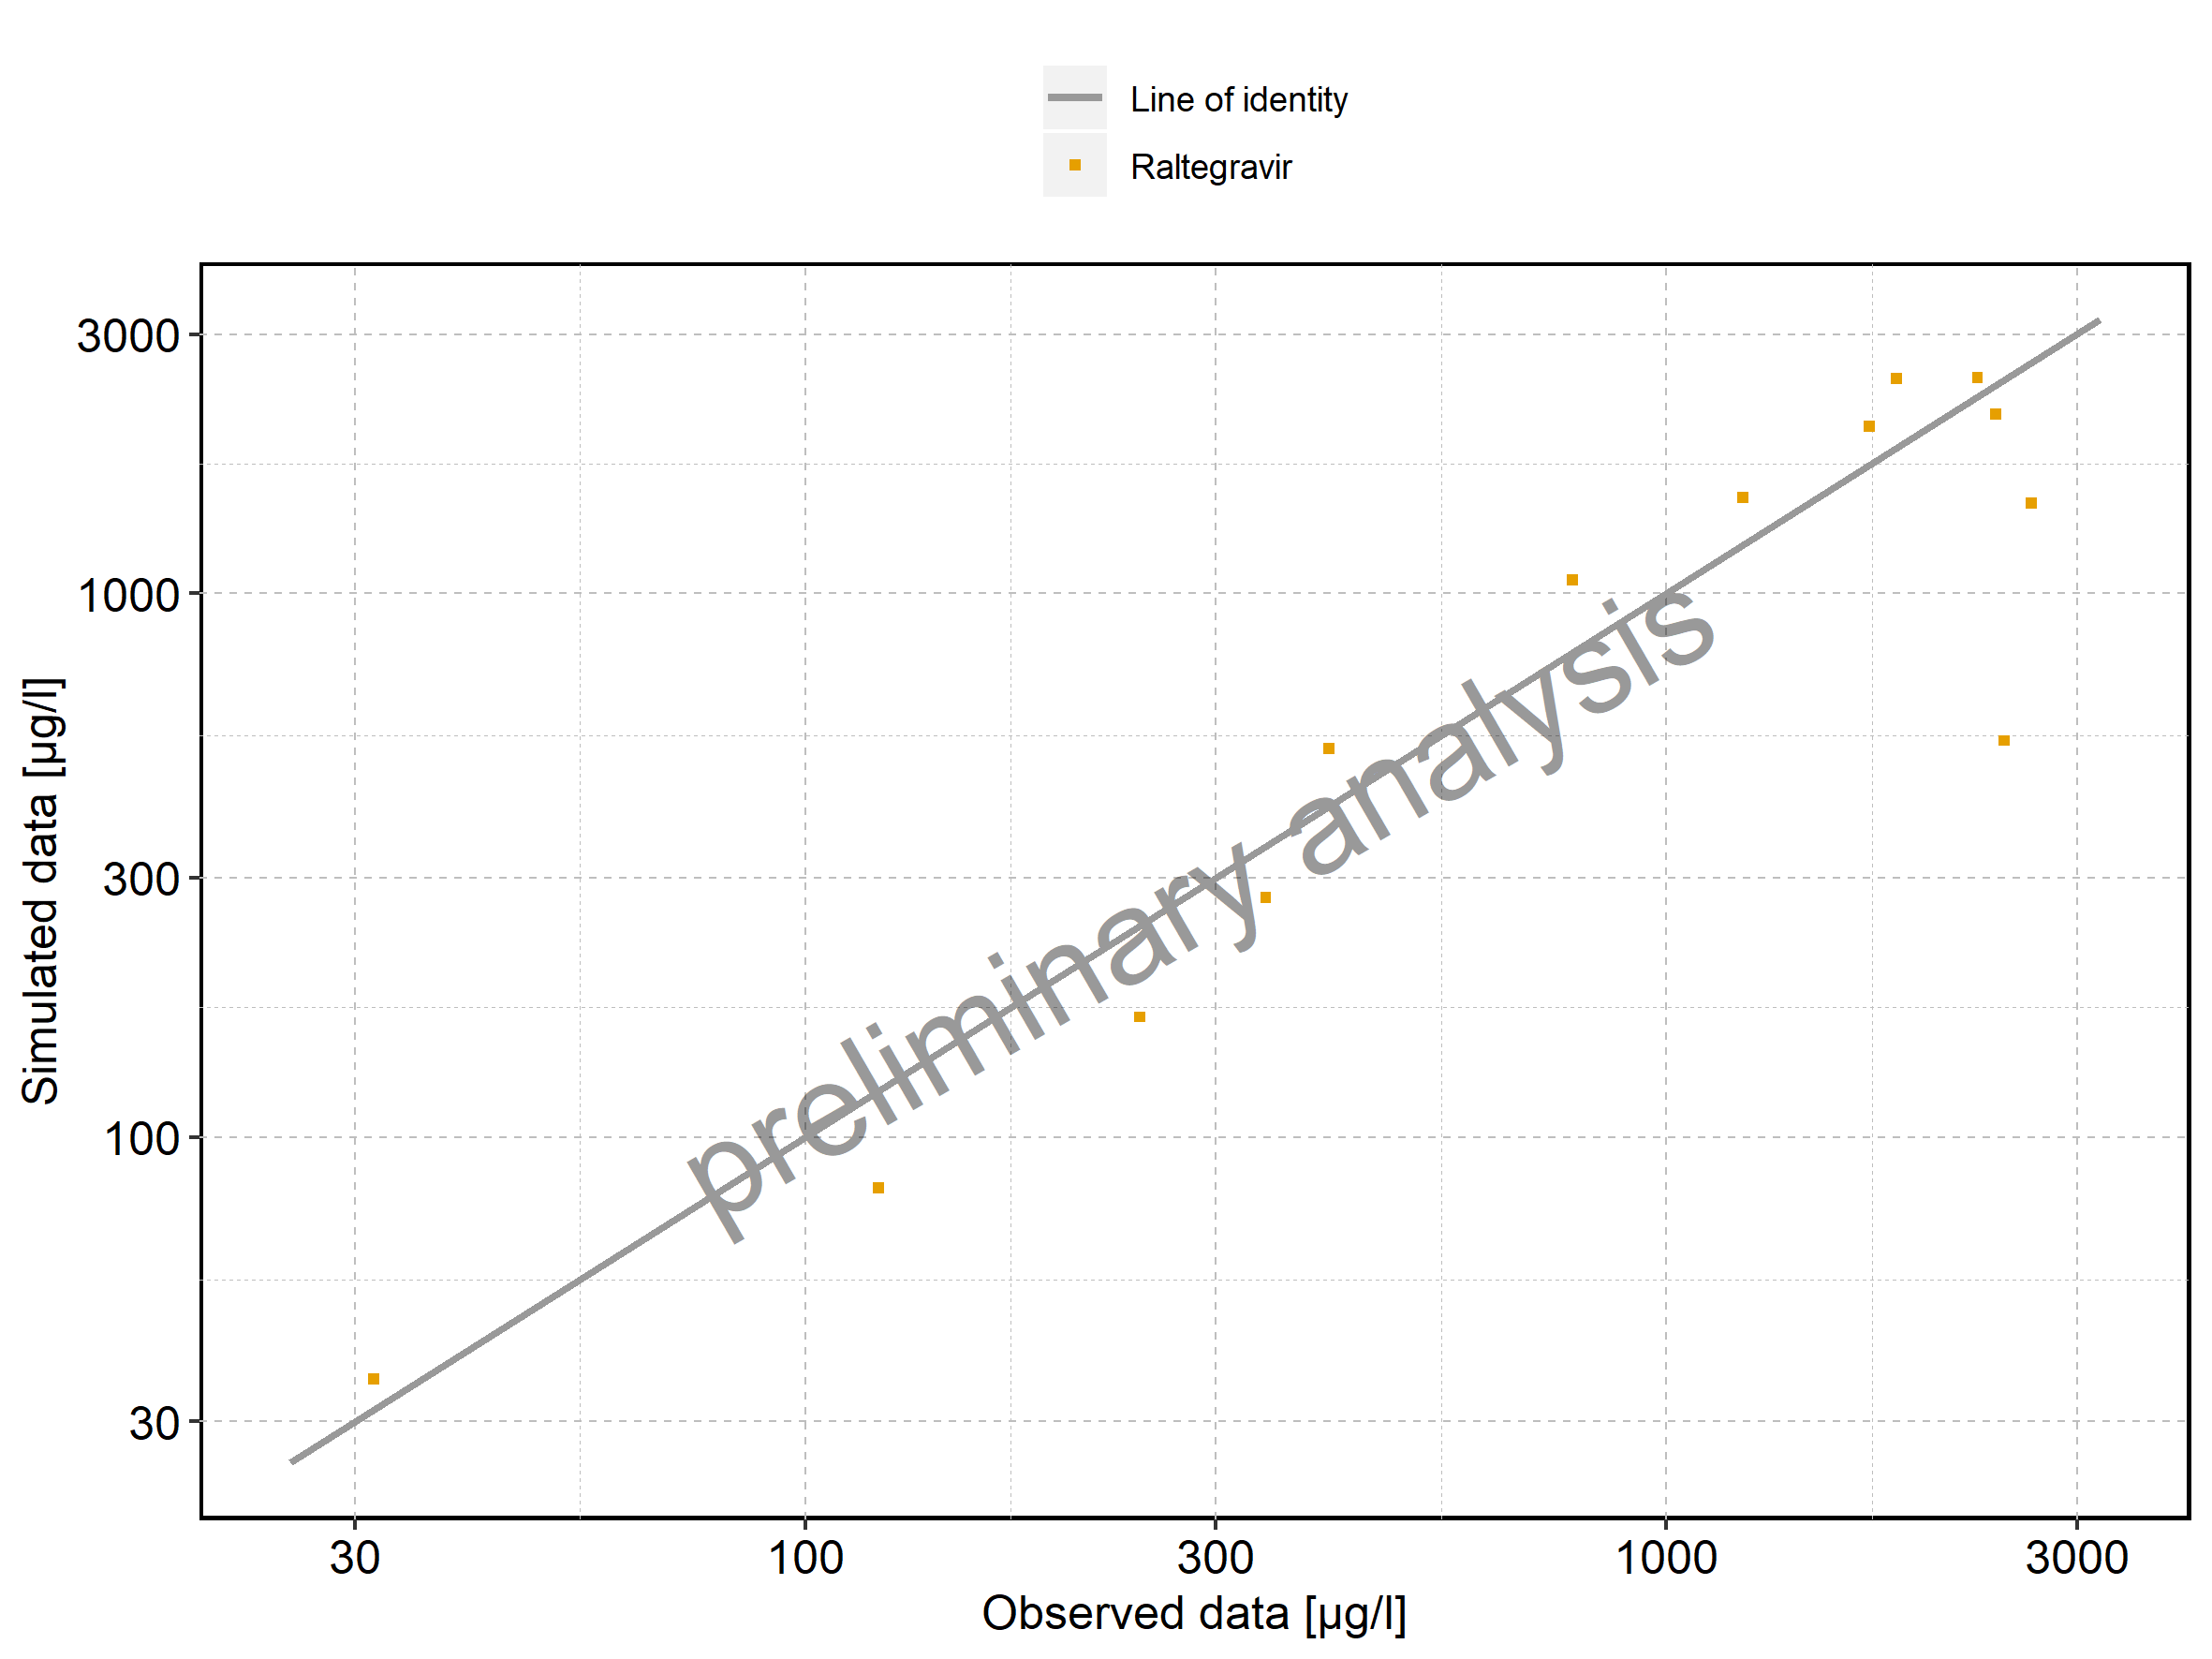 Line of identity
Raltegravir
3000
1000
300
100
30
Simulated data [µg/l]
preliminary analysis
30 100 300 1000 3000
Observed data [µg/l]